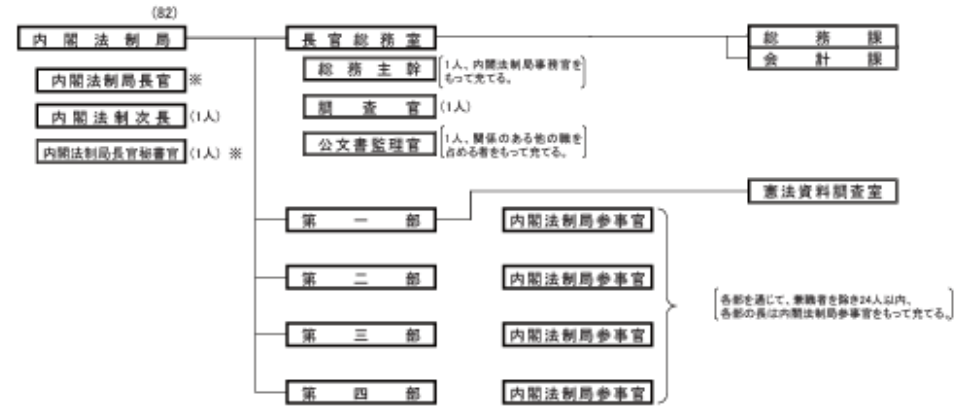 (82)
内閣法制局
長官総務室
総務課
会計課
内閣法制局長官 ※
内閣法制次長 (1人)
内閣法制局長官秘書官 (1人) ※
総務主幹
1人、内閣法制局事務官を
もって充てる。
調査官 (1人)
公文書監理官
1人、関係のある他の職を
占める者をもって充てる。
憲法資料調査室
第一部
内閣法制局参事官
第二部
内閣法制局参事官
各部を通じて、兼職者を除き24人以内、
各部の長は内閣法制局参事官をもって充てる。
第三部
内閣法制局参事官
第四部
内閣法制局参事官